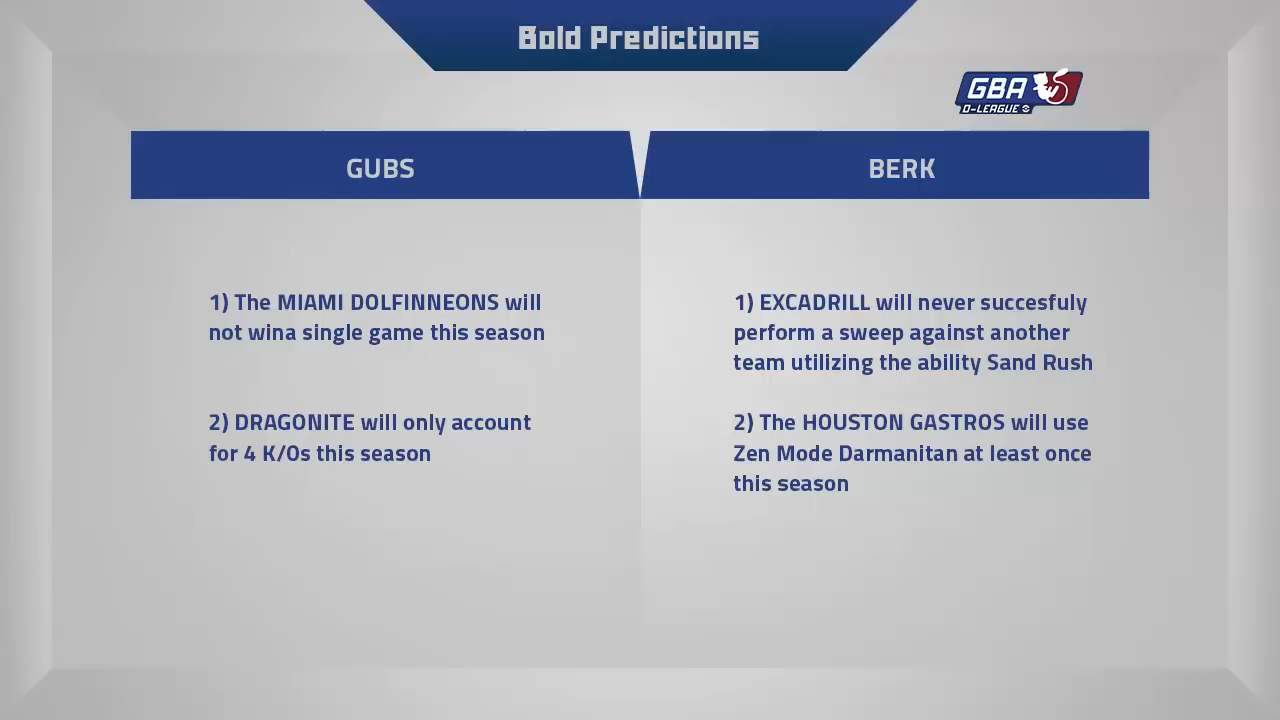 Bold Predictions
GBA
D-LEAGUE
GUBS
BERK
1) The MIAMI DOLFINNEONS will
not wina single game this season
2) DRAGONITE will only account
for 4 K/Os this season
1) EXCADRILL will never succesfuly
perform a sweep against another
team utilizing the ability Sand Rush
2) The HOUSTON GASTROS will use
Zen Mode Darmanitan at least once
this season